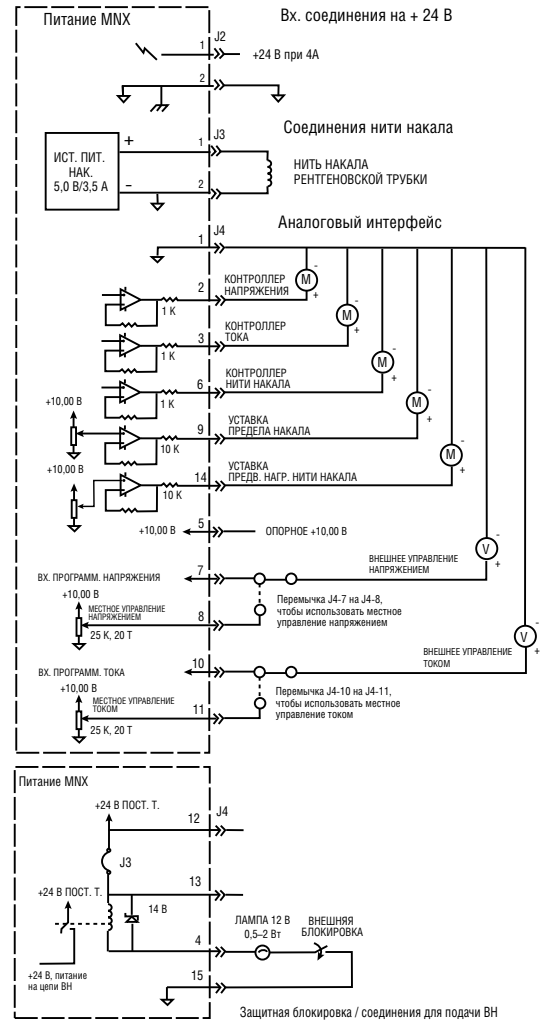 Питание MNX
Вх. соединения на + 24 В
1
J2
+24 В при 4А
2
Соединения нити накала
ИСТ. ПИТ.
НАК.
5,0 В/3,5 А
+
-
1
J3
2
НИТЬ НАКАЛА
РЕНТГЕНОВСКОЙ ТРУБКИ
Аналоговый интерфейс
1
J4
2
КОНТРОЛЛЕР
НАПРЯЖЕНИЯ
1 K
M
-
+
3
КОНТРОЛЛЕР
ТОКА
1 K
M
-
+
6
КОНТРОЛЛЕР
НИТИ НАКАЛА
1 K
M
-
+
+10,00 В
9
УСТАВКА
ПРЕДЕЛА НАКАЛА
10 K
M
-
+
+10,00 В
14
УСТАВКА
ПРЕДВ. НАГР. НИТИ НАКАЛА
10 K
M
-
+
+10,00 В
5
ОПОРНОЕ +10,00 В
ВХ. ПРОГРАММ. НАПРЯЖЕНИЯ
7
ВНЕШНЕЕ УПРАВЛЕНИЕ
НАПРЯЖЕНИЕМ
V
-
+
+10,00 В
МЕСТНОЕ УПРАВЛЕНИЕ
НАПРЯЖЕНИЕМ
8
25 K, 20 T
Перемычка J4-7 на J4-8,
чтобы использовать местное
управление напряжением
ВХ. ПРОГРАММ. ТОКА
10
ВНЕШНЕЕ УПРАВЛЕНИЕ
ТОКОМ
V
-
+
+10,00 В
МЕСТНОЕ УПРАВЛЕНИЕ
ТОКОМ
11
25 K, 20 T
Перемычка J4-10 на J4-11,
чтобы использовать местное
управление током
Питание MNX
+24 В ПОСТ. Т.
12
J4
J3
+24 В ПОСТ. Т.
13
14 В
4
ЛАМПА 12 В
0,5–2 Вт
ВНЕШНЯЯ
БЛОКИРОВКА
+24 В, питание
на цепи ВН
15
Защитная блокировка / соединения для подачи ВН